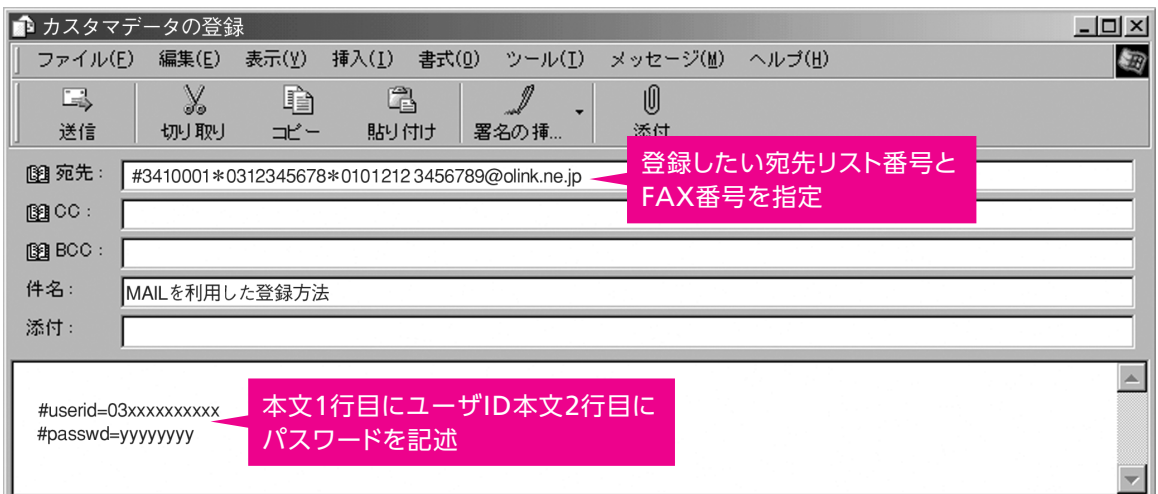 カスタマデータの登録
ファイル(F) 編集(E) 表示(V) 挿入(I) 書式(O) ツール(T) メッセージ(M) ヘルプ(H)
送信 切り取り コピー 貼り付け 署名の挿... 添付
宛先: #3410001＊0312345678＊0101212 3456789@olink.ne.jp
登録したい宛先リスト番号と
FAX番号を指定
CC:
BCC:
件名: MAILを利用した登録方法
添付:
#userid=03xxxxxxxxxx
#passwd=yyyyyyyy
本文1行目にユーザID本文2行目に
パスワードを記述